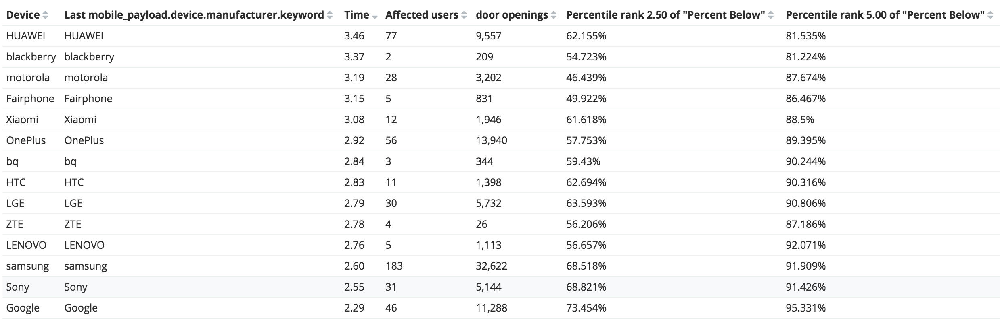 Device Last mobile_payload.device.manufacturer.keyword Time Affected users door openings Percentile rank 2.50 of "Percent Below" Percentile rank 5.00 of "Percent Below"
HUAWEI HUAWEI 3.46 77 9,557 62.155% 81.535%
blackberry blackberry 3.37 2 209 54.723% 81.224%
motorola motorola 3.19 28 3,202 46.439% 87.674%
Fairphone Fairphone 3.15 5 831 49.922% 86.467%
Xiaomi Xiaomi 3.08 12 1,946 61.618% 88.5%
OnePlus OnePlus 2.92 56 13,940 57.753% 89.395%
bq bq 2.84 3 344 59.43% 90.244%
HTC HTC 2.83 11 1,398 62.694% 90.316%
LGE LGE 2.79 30 5,732 63.593% 90.806%
ZTE ZTE 2.78 4 26 56.206% 87.186%
LENOVO LENOVO 2.76 5 1,113 56.657% 92.071%
samsung samsung 2.60 183 32,622 68.518% 91.909%
Sony Sony 2.55 31 5,144 68.821% 91.426%
Google Google 2.29 46 11,288 73.454% 95.331%